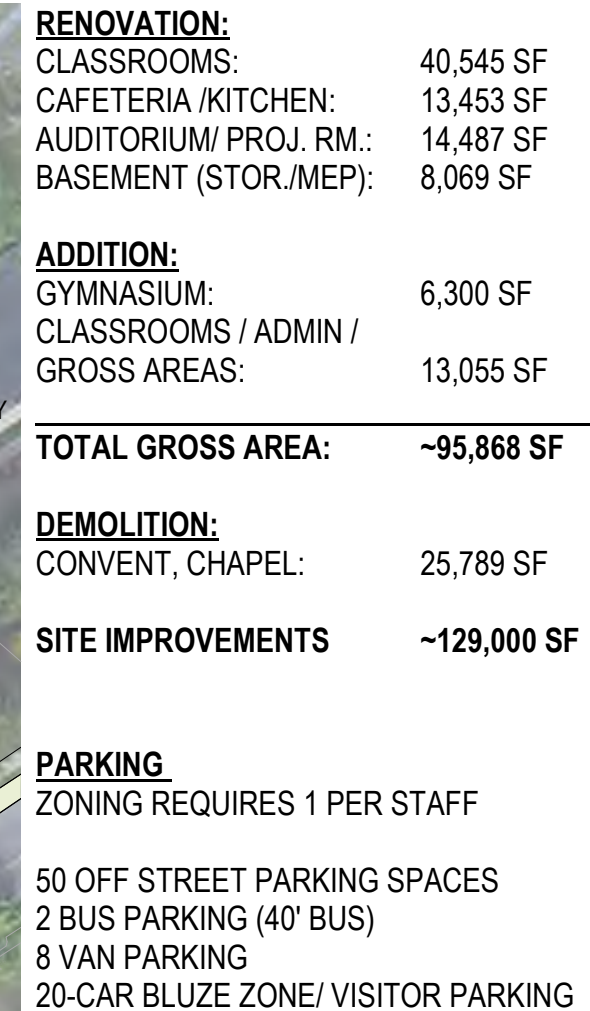 RENOVATION:
CLASSROOMS: 40,545 SF
CAFETERIA /KITCHEN: 13,453 SF
AUDITORIUM/ PROJ. RM.: 14,487 SF
BASEMENT (STOR./MEP): 8,069 SF
ADDITION:
GYMNASIUM: 6,300 SF
CLASSROOMS / ADMIN /
GROSS AREAS: 13,055 SF
Y
TOTAL GROSS AREA: ~95,868 SF
DEMOLITION:
CONVENT, CHAPEL: 25,789 SF
SITE IMPROVEMENTS ~129,000 SF
PARKING
ZONING REQUIRES 1 PER STAFF
50 OFF STREET PARKING SPACES
2 BUS PARKING (40' BUS)
8 VAN PARKING
20-CAR BLUZE ZONE/ VISITOR PARKING